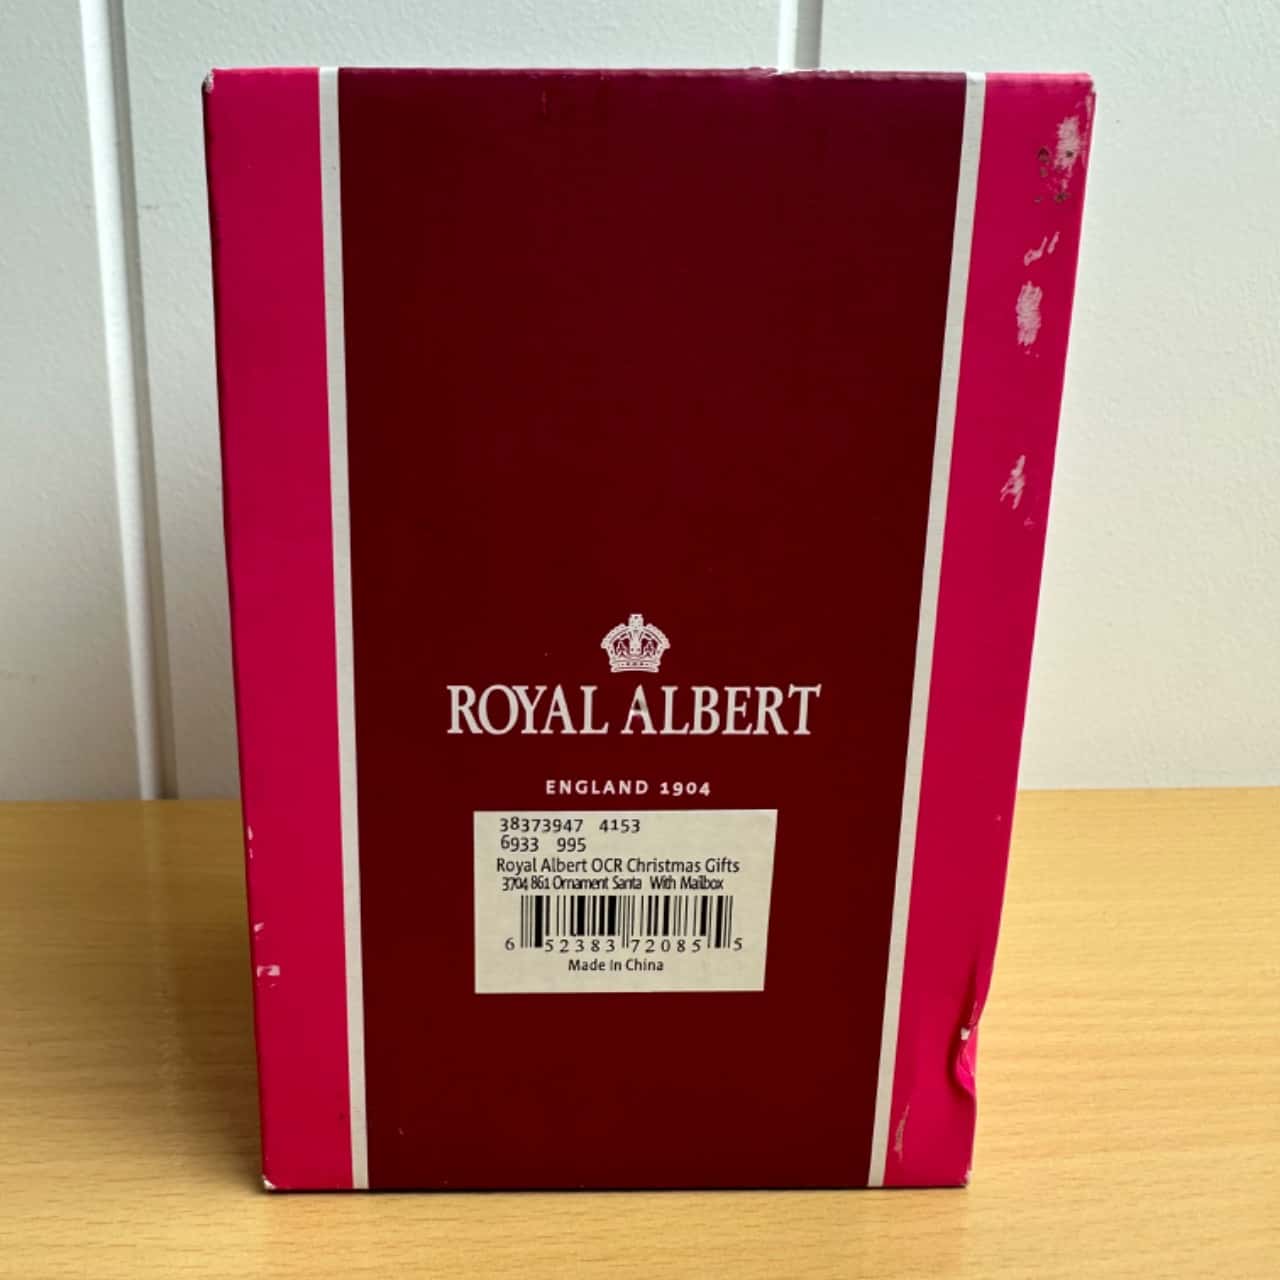 ROYAL ALBERT
ENGLAND 1904
38373947 4153
6933 995
Royal Albert OCR Christmas Gifts
3704 861 Ornament Santa With Mailbox
6 52383 72085 5
Made In China